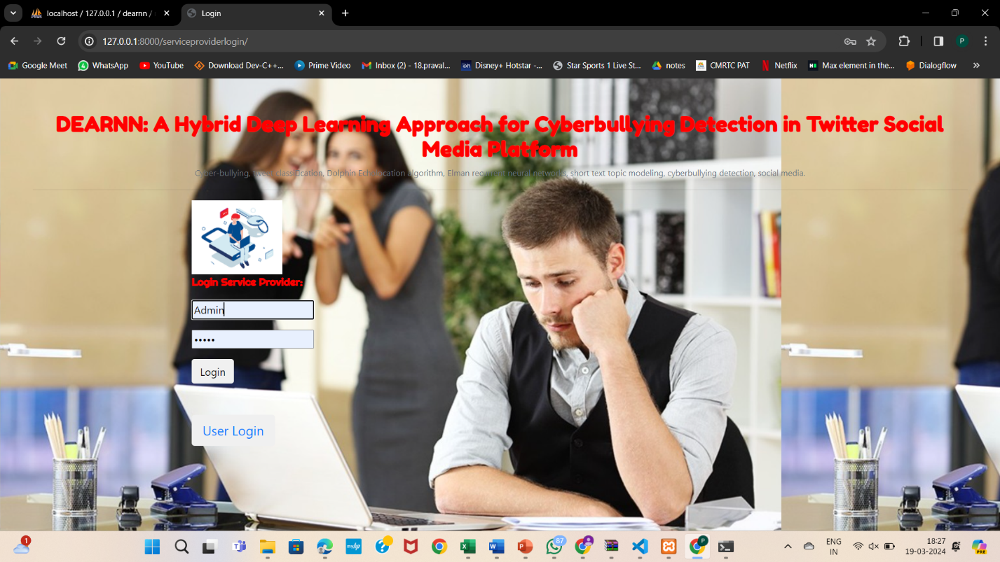 localhost / 127.0.0.1 / dearnn /
Login
127.0.0.1:8000/serviceproviderlogin/
P
Google Meet
WhatsApp
YouTube
Download Dev-C++...
Prime Video
Inbox (2) - 18.praval...
Disney+ Hotstar -...
Star Sports 1 Live St...
notes
CMRTC PAT
Netflix
Max element in the...
Dialogflow
DEARNN: A Hybrid Deep Learning Approach for Cyberbullying Detection in Twitter Social
Media Platform
Cyber-bullying, tweet classification, Dolphin Echolocation algorithm, Elman recurrent neural networks, short text topic modeling, cyberbullying detection, social media.
Login Service Provider:
Admin
•••••
Login
User Login
1
myhp
87
P
ENG
IN
18:27
19-03-2024
PRE